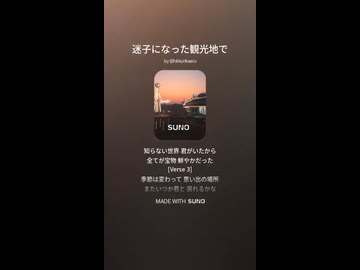 迷子になった観光地で
SUNO
知らない世界 君がいたから
全てが宝物 鮮やかだった
[Verse 3]
季節は変わって 思い出の場所
またいつか君と 戻れるかな
MADE WITH SUNO